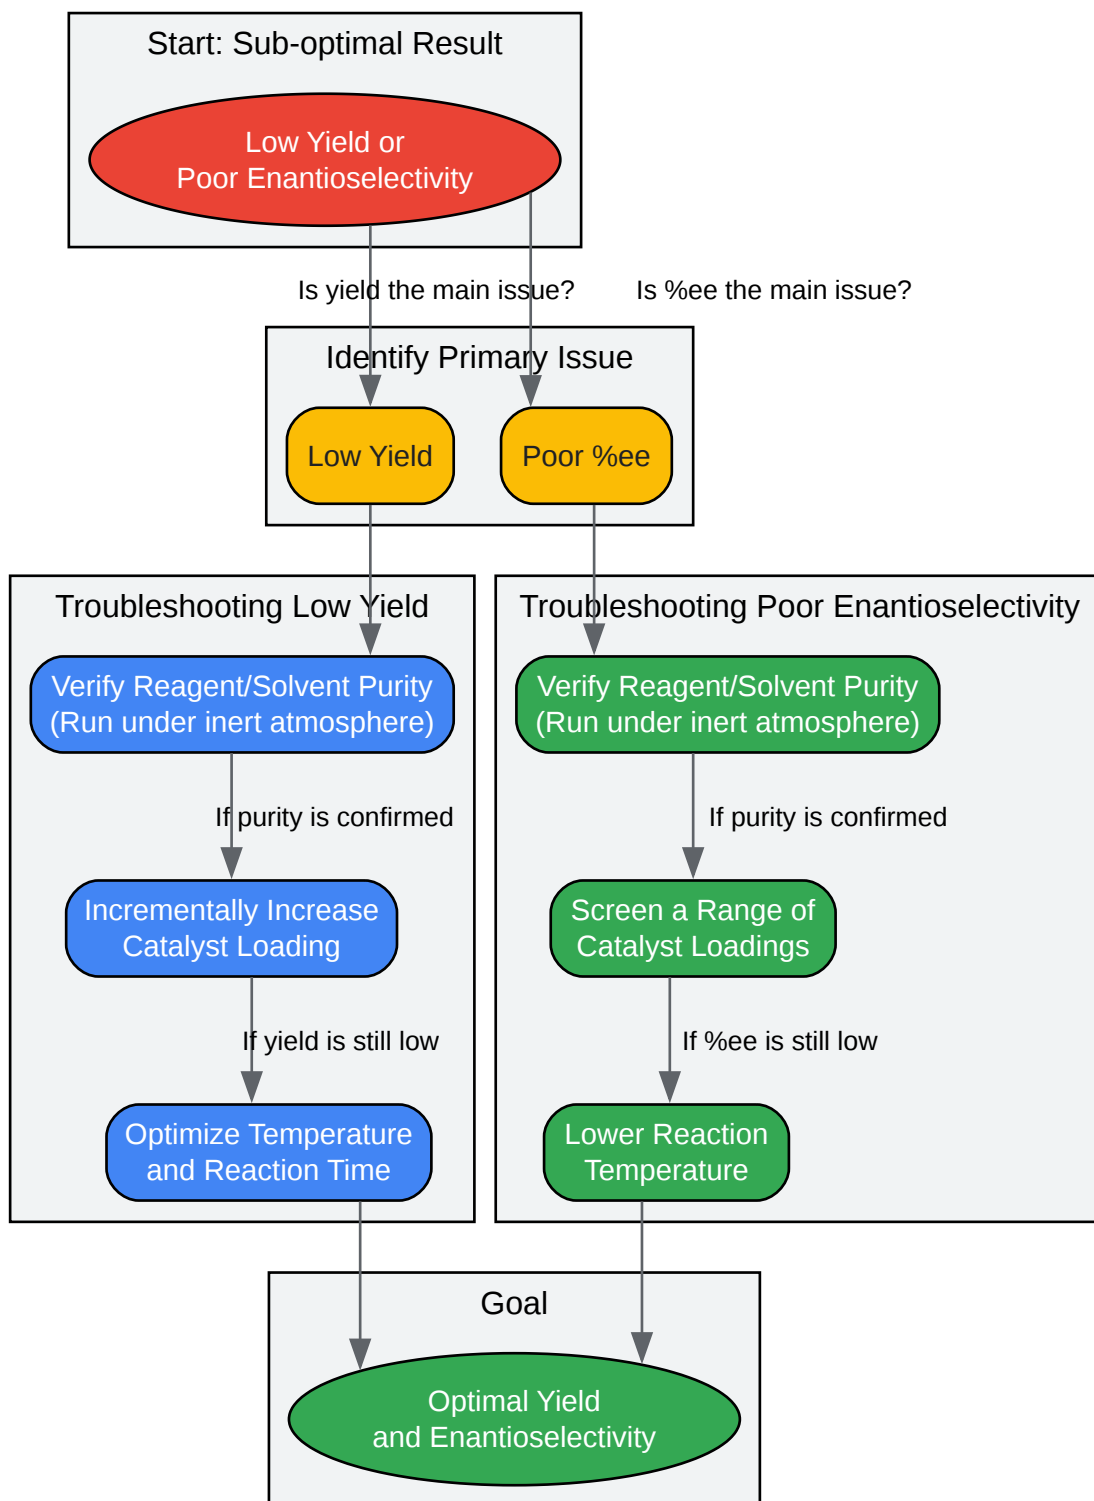 Start: Sub-optimal Result
Low Yield or
Poor Enantioselectivity
Is yield the main issue?
Is %ee the main issue?
Identify Primary Issue
Low Yield
Poor %ee
Troubleshooting Low Yield
Verify Reagent/Solvent Purity
(Run under inert atmosphere)
If purity is confirmed
Incrementally Increase
Catalyst Loading
If yield is still low
Optimize Temperature
and Reaction Time
Troubleshooting Poor Enantioselectivity
Verify Reagent/Solvent Purity
(Run under inert atmosphere)
If purity is confirmed
Screen a Range of
Catalyst Loadings
If %ee is still low
Lower Reaction
Temperature
Goal
Optimal Yield
and Enantioselectivity